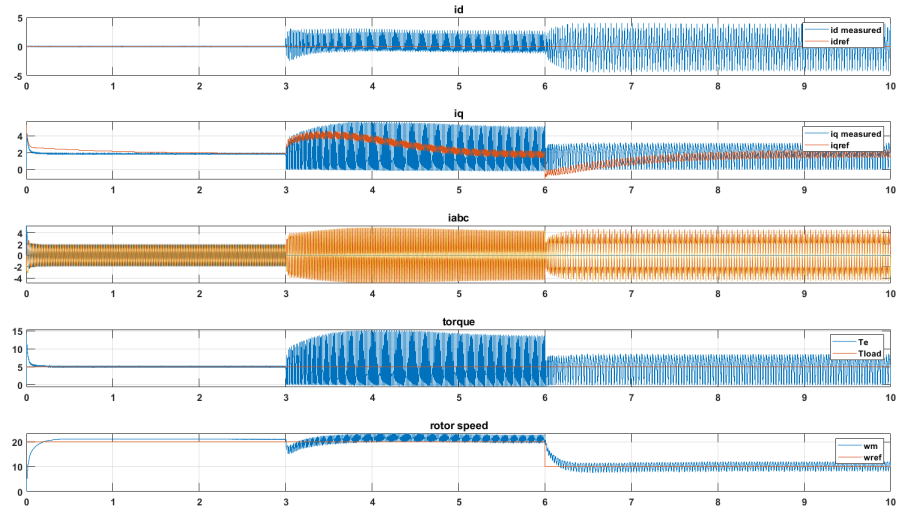 id
5
0
-5
id measured
idref
0 1 2 3 4 5 6 7 8 9 10
iq
4
2
0
iq measured
iqref
0 1 2 3 4 5 6 7 8 9 10
iabc
4
2
0
-2
-4
0 1 2 3 4 5 6 7 8 9 10
torque
15
10
5
0
Te
Tload
0 1 2 3 4 5 6 7 8 9 10
rotor speed
20
10
0
wm
wref
0 1 2 3 4 5 6 7 8 9 10